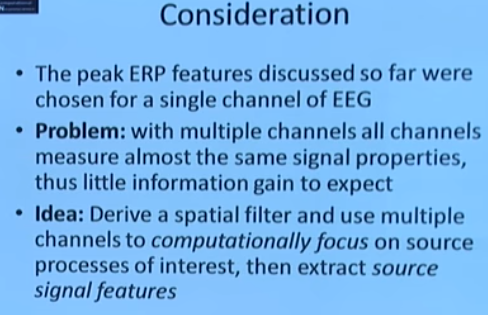 Consideration
• The peak ERP features discussed so far were
chosen for a single channel of EEG
• Problem: with multiple channels all channels
measure almost the same signal properties,
thus little information gain to expect
• Idea: Derive a spatial filter and use multiple
channels to computationally focus on source
processes of interest, then extract source
signal features